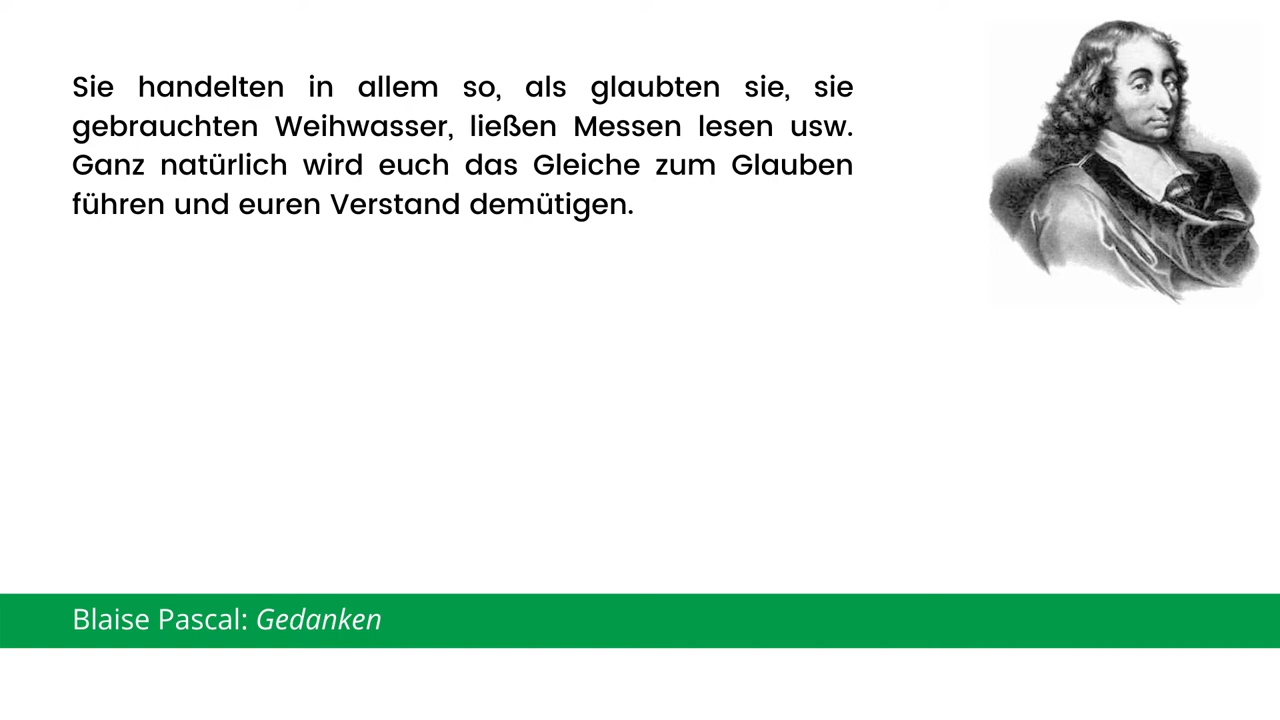 Sie handelten in allem so, als glaubten sie, sie
gebrauchten Weihwasser, ließen Messen lesen usw.
Ganz natürlich wird euch das Gleiche zum Glauben
führen und euren Verstand demütigen.
Blaise Pascal: Gedanken